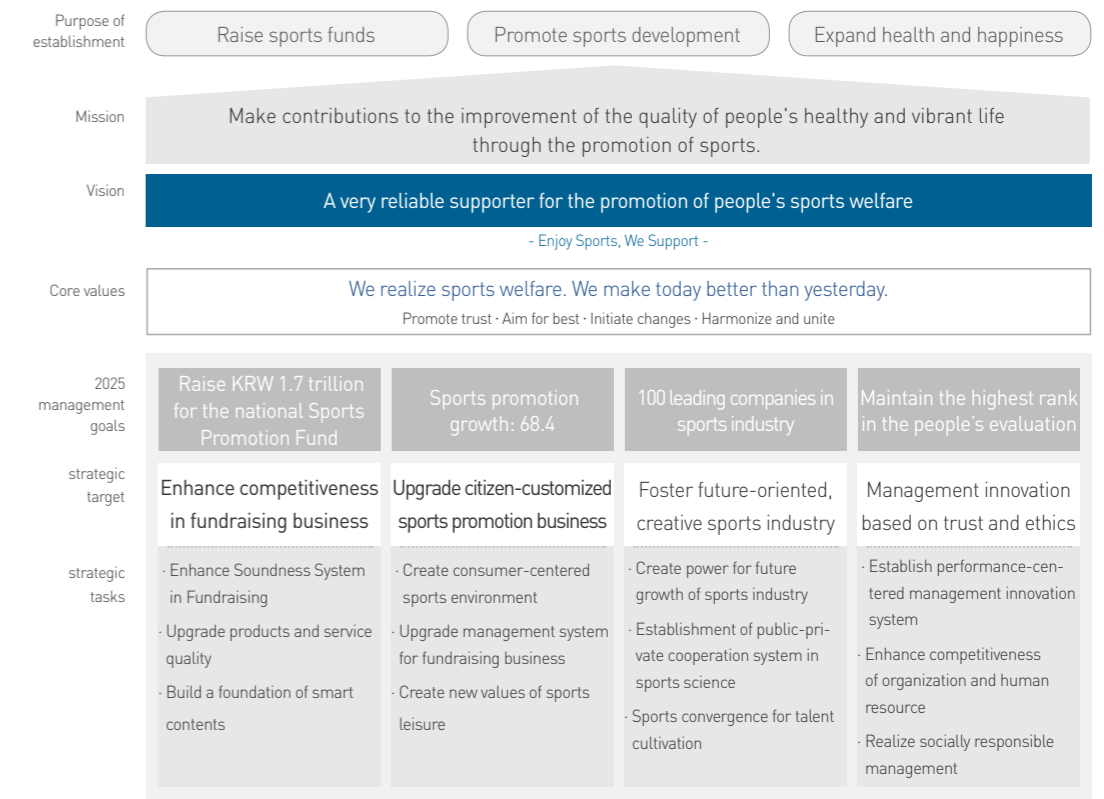 Purpose of
establishment
Raise sports funds
Promote sports development
Expand health and happiness
Mission
Make contributions to the improvement of the quality of people's healthy and vibrant life
through the promotion of sports.
Vision
A very reliable supporter for the promotion of people's sports welfare
- Enjoy Sports, We Support -
Core values
We realize sports welfare. We make today better than yesterday.
Promote trust · Aim for best · Initiate changes · Harmonize and unite
2025
management
goals
Raise KRW 1.7 trillion
for the national Sports
Promotion Fund
Sports promotion
growth: 68.4
100 leading companies in
sports industry
Maintain the highest rank
in the people's evaluation
strategic
target
Enhance competitiveness
in fundraising business
Upgrade citizen-customized
sports promotion business
Foster future-oriented,
creative sports industry
Management innovation
based on trust and ethics
strategic
tasks
· Enhance Soundness System
in Fundraising
· Upgrade products and service
quality
· Build a foundation of smart
contents
· Create consumer-centered
sports environment
· Upgrade management system
for fundraising business
· Create new values of sports
leisure
· Create power for future
growth of sports industry
· Establishment of public-pri-
vate cooperation system in
sports science
· Sports convergence for talent
cultivation
· Establish performance-cen-
tered management innovation
system
· Enhance competitiveness
of organization and human
resource
· Realize socially responsible
management